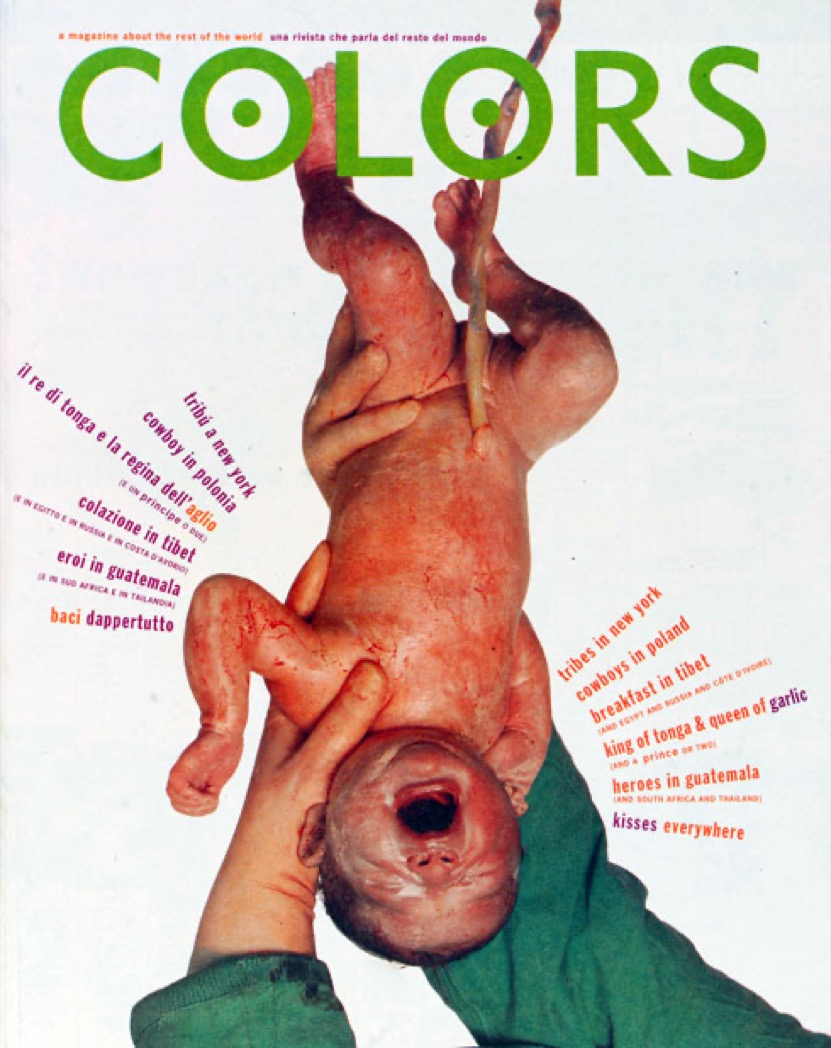 a magazine about the rest of the world una rivista che parla del resto del mondo
COLORS
tribú a new york
cowboy in polonia
il re di tonga e la regina dell'aglio
(E UN principe O DUE)
colazione in tibet
(E IN EGITTO E IN RUSSIA E IN COSTA D'AVORIO)
eroi in guatemala
(E IN SUD AFRICA E IN TAILANDIA)
baci dappertutto
tribes in new york
cowboys in poland
breakfast in tibet
(AND EGYPT AND RUSSIA AND CÔTE D'IVOIRE)
king of tonga & queen of garlic
(AND A prince OR TWO)
heroes in guatemala
(AND SOUTH AFRICA AND THAILAND)
kisses everywhere